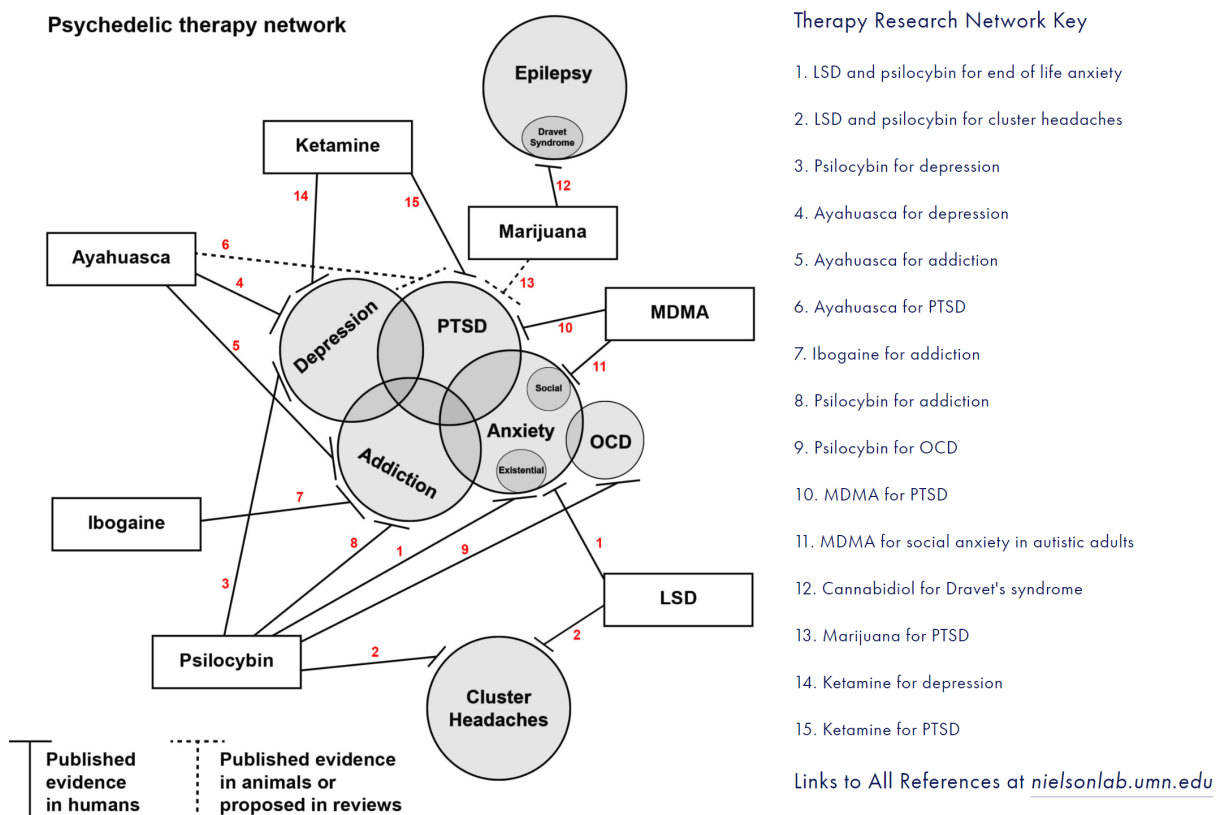 Psychedelic therapy network
Epilepsy
Dravet
Syndrome
Ketamine
14
15
12
Marijuana
Ayahuasca
6
4
13
MDMA
Depression
PTSD
10
5
11
Social
Anxiety
OCD
Addiction
Existential
Ibogaine
7
8
1
9
1
3
LSD
Psilocybin
2
2
Cluster
Headaches
Published
evidence
in humans
Published evidence
in animals or
proposed in reviews
Therapy Research Network Key
1. LSD and psilocybin for end of life anxiety
2. LSD and psilocybin for cluster headaches
3. Psilocybin for depression
4. Ayahuasca for depression
5. Ayahuasca for addiction
6. Ayahuasca for PTSD
7. Ibogaine for addiction
8. Psilocybin for addiction
9. Psilocybin for OCD
10. MDMA for PTSD
11. MDMA for social anxiety in autistic adults
12. Cannabidiol for Dravet's syndrome
13. Marijuana for PTSD
14. Ketamine for depression
15. Ketamine for PTSD
Links to All References at nielsonlab.umn.edu